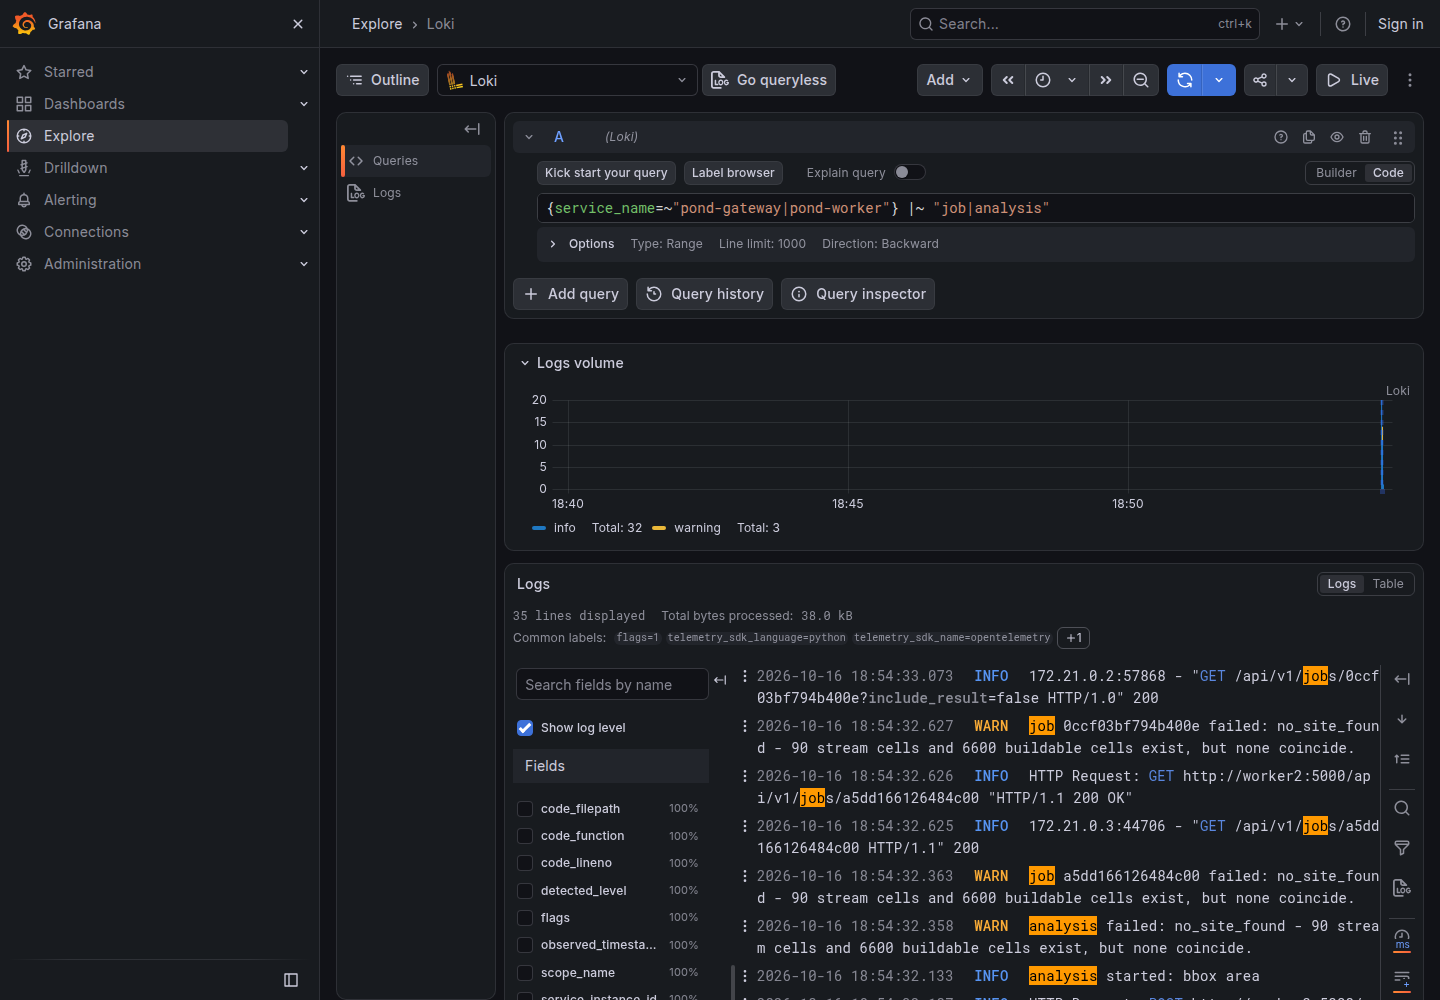 Grafana
Explore › Loki
Search...
ctrl+k
Sign in
Starred
Dashboards
Explore
Drilldown
Alerting
Connections
Administration
Outline
Loki
Go queryless
Add
Live
Queries
Logs
A
(Loki)
Kick start your query
Label browser
Explain query
Builder
Code
{service_name=~"pond-gateway|pond-worker"} |~ "job|analysis"
Options Type: Range Line limit: 1000 Direction: Backward
Add query
Query history
Query inspector
Logs volume
Loki
20
15
10
5
0
18:40
18:45
18:50
info Total: 32 warning Total: 3
Logs
Logs
Table
35 lines displayed Total bytes processed: 38.0 kB
Common labels: flags=1 telemetry_sdk_language=python telemetry_sdk_name=opentelemetry +1
Search fields by name
Show log level
Fields
code_filepath 100%
code_function 100%
code_lineno 100%
detected_level 100%
flags 100%
observed_timesta... 100%
scope_name 100%
service_instance_id 100%
2026-10-16 18:54:33.073 INFO 172.21.0.2:57868 - "GET /api/v1/jobs/0ccf
03bf794b400e?include_result=false HTTP/1.0" 200
2026-10-16 18:54:32.627 WARN job 0ccf03bf794b400e failed: no_site_foun
d - 90 stream cells and 6600 buildable cells exist, but none coincide.
2026-10-16 18:54:32.626 INFO HTTP Request: GET http://worker2:5000/ap
i/v1/jobs/a5dd166126484c00 "HTTP/1.1 200 OK"
2026-10-16 18:54:32.625 INFO 172.21.0.3:44706 - "GET /api/v1/jobs/a5dd
166126484c00 HTTP/1.1" 200
2026-10-16 18:54:32.363 WARN job a5dd166126484c00 failed: no_site_foun
d - 90 stream cells and 6600 buildable cells exist, but none coincide.
2026-10-16 18:54:32.358 WARN analysis failed: no_site_found - 90 strea
m cells and 6600 buildable cells exist, but none coincide.
2026-10-16 18:54:32.133 INFO analysis started: bbox area
LOG
ms